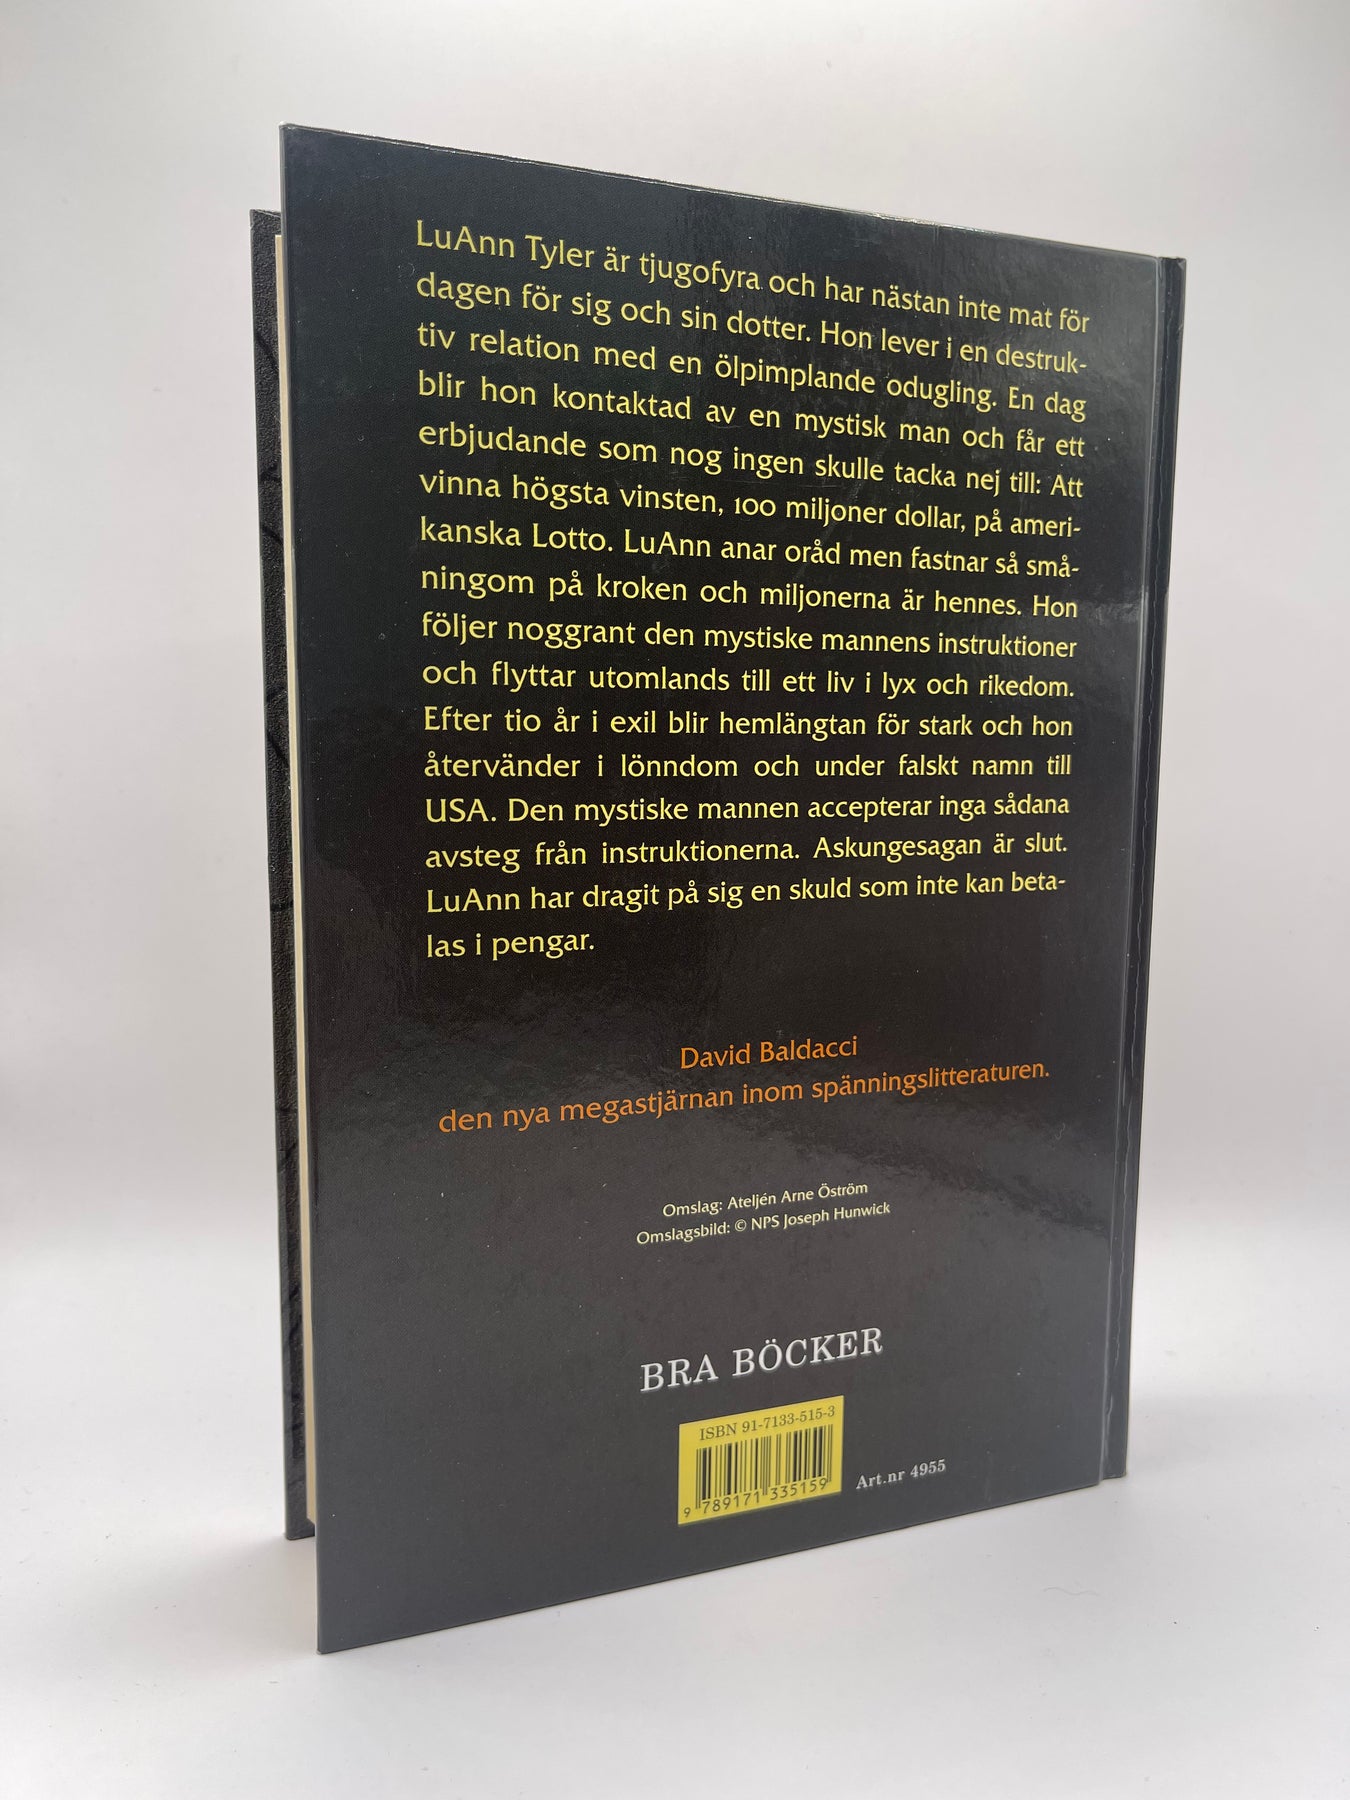 LuAnn Tyler är tjugofyra och har nästan inte mat för
dagen för sig och sin dotter. Hon lever i en destruk-
tiv relation med en ölpimplande odugling. En dag
blir hon kontaktad av en mystisk man och får ett
erbjudande som nog ingen skulle tacka nej till: Att
vinna högsta vinsten, 100 miljoner dollar, på ameri-
kanska Lotto. LuAnn anar oråd men fastnar så små-
ningom på kroken och miljonerna är hennes. Hon
följer noggrant den mystiske mannens instruktioner
och flyttar utomlands till ett liv i lyx och rikedom.
Efter tio år i exil blir hemlängtan för stark och hon
återvänder i lönndom och under falskt namn till
USA. Den mystiske mannen accepterar inga sådana
avsteg från instruktionerna. Askungesagan är slut.
LuAnn har dragit på sig en skuld som inte kan beta-
las i pengar.
David Baldacci
den nya megastjärnan inom spänningslitteraturen.
Omslag: Ateljén Arne Öström
Omslagsbild: © NPS Joseph Hunwick
BRA BÖCKER
ISBN 91-7133-515-3
9 789171 335159
Art.nr 4955